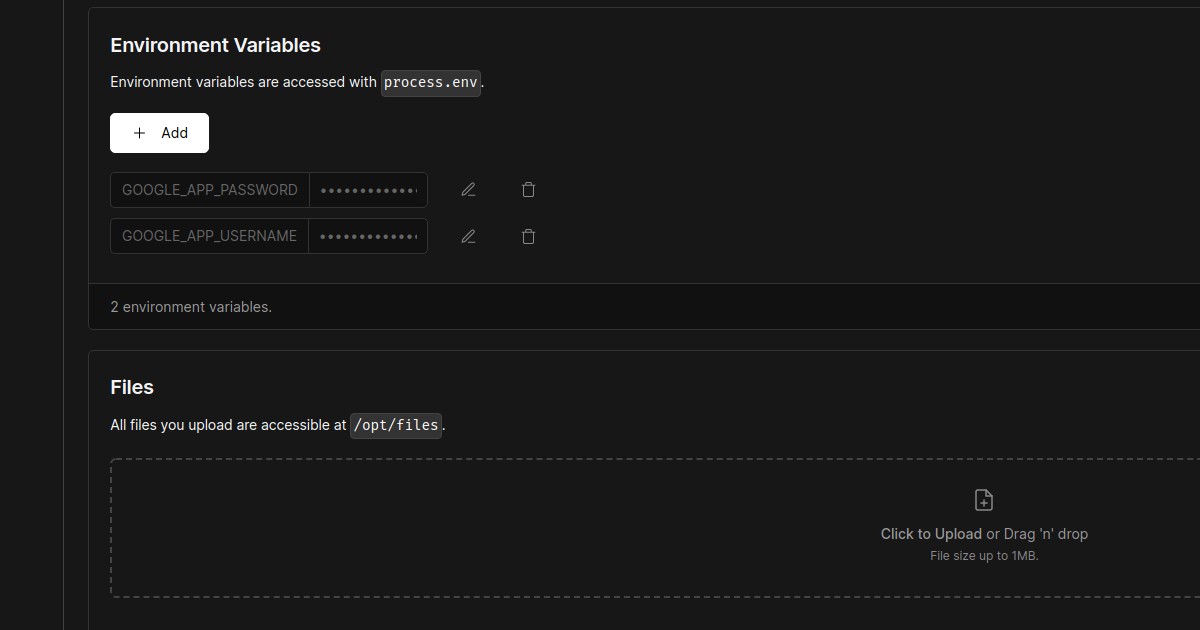 Environment Variables
Environment variables are accessed with process.env.
Add
GOOGLE_APP_PASSWORD ••••••••••••
GOOGLE_APP_USERNAME ••••••••••••
2 environment variables.
Files
All files you upload are accessible at /opt/files.
Click to Upload or Drag 'n' drop
File size up to 1MB.